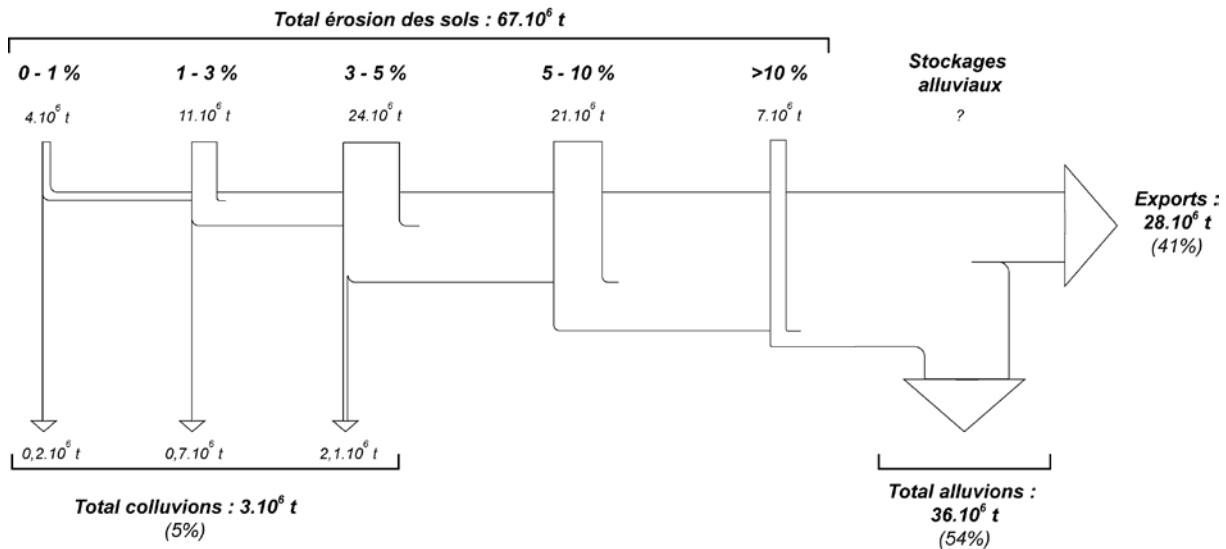 Total érosion des sols : 67.10⁶ t
0 - 1 %
1 - 3 %
3 - 5 %
5 - 10 %
>10 %
Stockages
alluviaux
4.10⁶ t
11.10⁶ t
24.10⁶ t
21.10⁶ t
7.10⁶ t
?
Exports :
28.10⁶ t
(41%)
0,2.10⁶ t
0,7.10⁶ t
2,1.10⁶ t
Total colluvions : 3.10⁶ t
(5%)
Total alluvions :
36.10⁶ t
(54%)